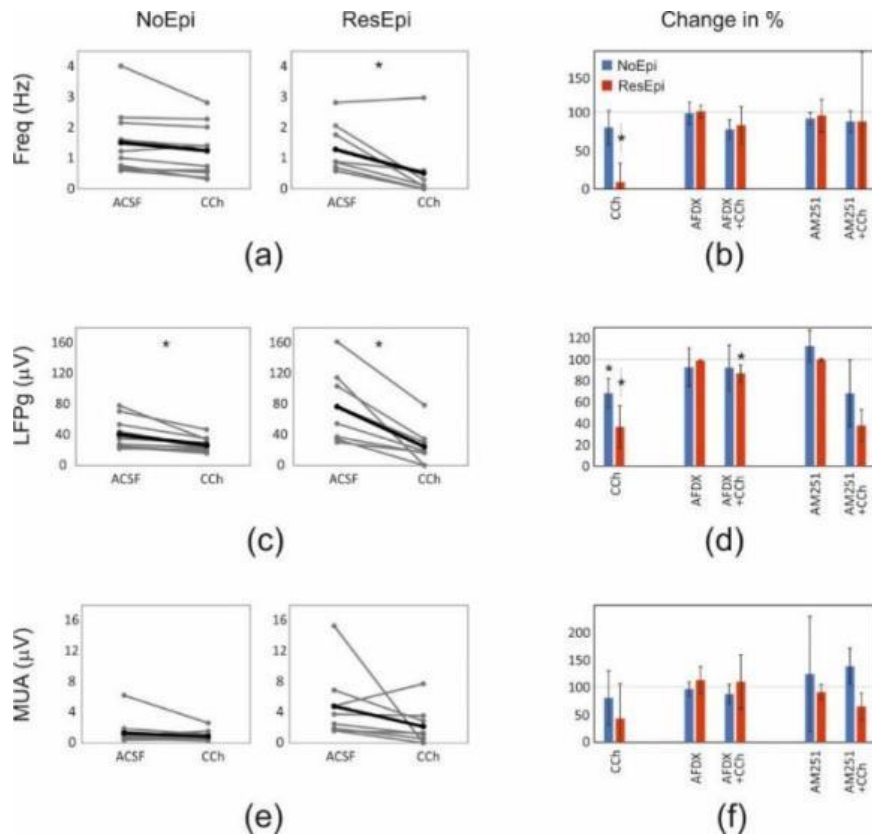 NoEpi ResEpi Change in %
Freq (Hz)
4
3
2
1
0
ACSF CCh
*
4
3
2
1
0
ACSF CCh
NoEpi
ResEpi
150
100
50
0
*
CCh
AFDX
AFDX
+CCh
AM251
AM251
+CCh
(a) (b)
LFPg (μV)
*
160
120
80
40
0
ACSF CCh
*
160
120
80
40
0
ACSF CCh
120
100
80
60
40
20
0
* * *
CCh
AFDX
AFDX
+CCh
AM251
AM251
+CCh
(c) (d)
MUA (μV)
16
12
8
4
0
ACSF CCh
16
12
8
4
0
ACSF CCh
200
150
100
50
0
CCh
AFDX
AFDX
+CCh
AM251
AM251
+CCh
(e) (f)